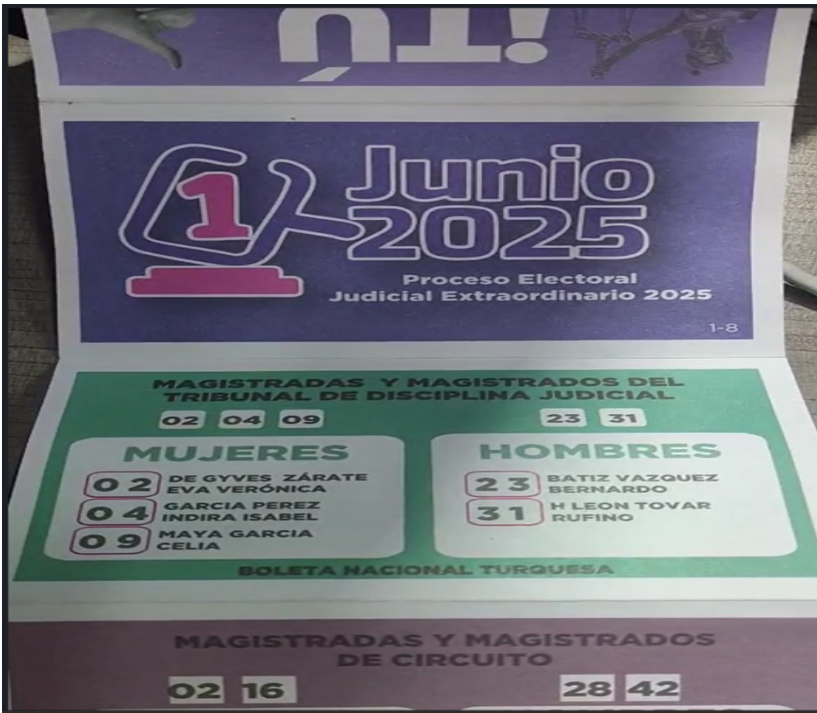 ¡TÚ
1 Junio
2025
Proceso Electoral
Judicial Extraordinario 2025
1-8
MAGISTRADAS Y MAGISTRADOS DEL
TRIBUNAL DE DISCIPLINA JUDICIAL
02 04 09 23 31
MUJERES
02 DE GYVES ZÁRATE
EVA VERÓNICA
04 GARCIA PEREZ
INDIRA ISABEL
09 MAYA GARCIA
CELIA
HOMBRES
23 BATIZ VAZQUEZ
BERNARDO
31 H LEON TOVAR
RUFINO
BOLETA NACIONAL TURQUESA
MAGISTRADAS Y MAGISTRADOS
DE CIRCUITO
02 16 28 42